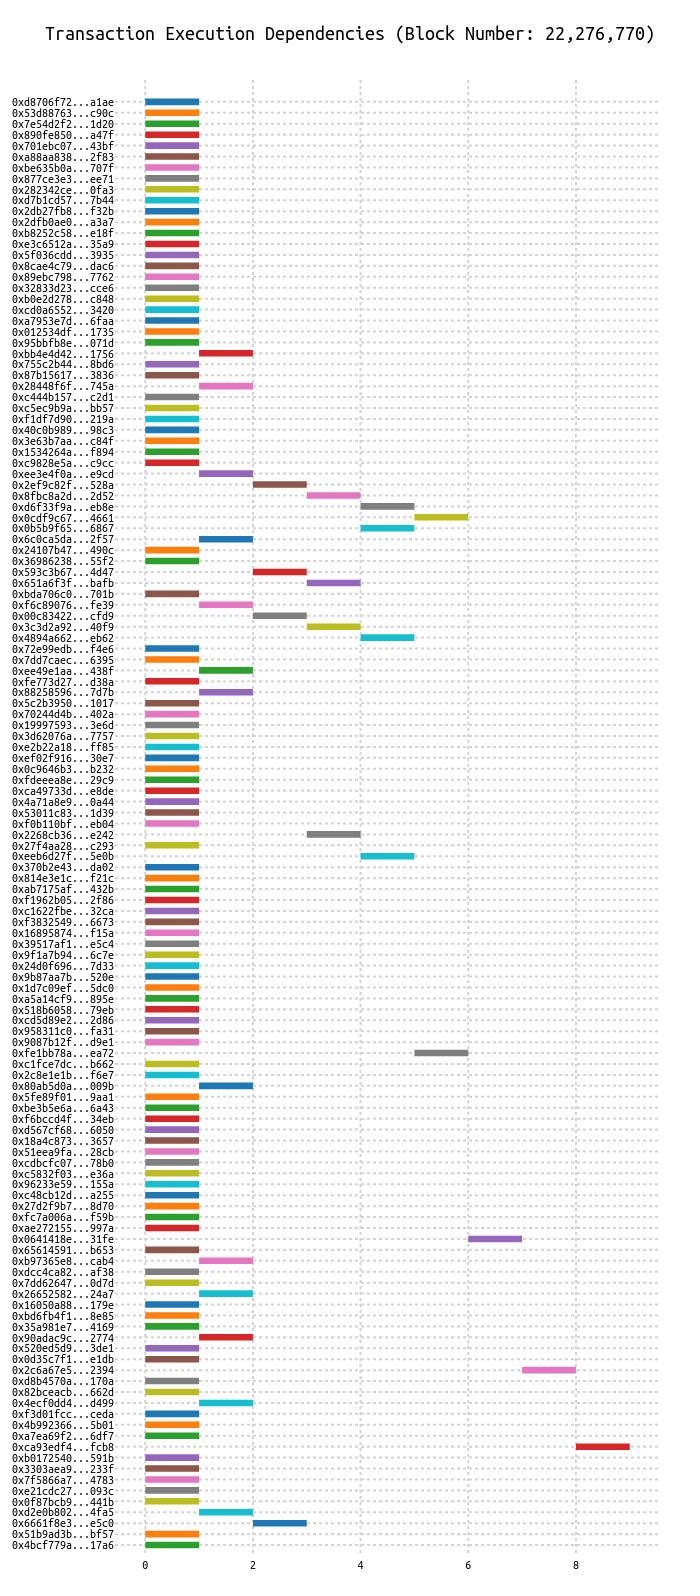 Transaction Execution Dependencies (Block Number: 22,276,770)
0xd8706f72...a1ae
0x53d88763...c90c
0x7e54d2f2...1d20
0x890fe850...a47f
0x701ebc07...43bf
0xa88aa838...2f83
0xbe635b0a...707f
0x877ce3e3...ee71
0x282342ce...0fa3
0xd7b1cd57...7b44
0x2db27fb8...f32b
0x2dfb0ae0...a3a7
0xb8252c58...e18f
0xe3c6512a...35a9
0x5f036cdd...3935
0x8cae4c79...dac6
0x89ebc798...7762
0x32833d23...cce6
0xb0e2d278...c848
0xcd0a6552...3420
0xa7953e7d...6faa
0x012534df...1735
0x95bbfb8e...071d
0xbb4e4d42...1756
0x755c2b44...8bd6
0x87b15617...3836
0x28448f6f...745a
0xc444b157...c2d1
0xc5ec9b9a...bb57
0xf1df7d90...219a
0x40c0b989...98c3
0x3e63b7aa...c84f
0x1534264a...f894
0xc9828e5a...c9cc
0xee3e4f0a...e9cd
0x2ef9c82f...528a
0x8fbc8a2d...2d52
0xd6f33f9a...eb8e
0x0cdf9c67...4661
0x0b5b9f65...6867
0x6c0ca5da...2f57
0x24107b47...490c
0x36986238...55f2
0x593c3b67...4d47
0x651a6f3f...bafb
0xbda706c0...701b
0xf6c89076...fe39
0x00c83422...cfd9
0x3c3d2a92...40f9
0x4894a662...eb62
0x72e99edb...f4e6
0x7dd7caec...6395
0xee49e1aa...438f
0xfe773d27...d38a
0x88258596...7d7b
0x5c2b3950...1017
0x70244d4b...402a
0x19997593...3e6d
0x3d62076a...7757
0xe2b22a18...ff85
0xef02f916...30e7
0x0c9646b3...b232
0xfdeeea8e...29c9
0xca49733d...e8de
0x4a71a8e9...0a44
0x53011c83...1d39
0xf0b110bf...eb04
0x2268cb36...e242
0x27f4aa28...c293
0xeeb6d27f...5e0b
0x370b2e43...da02
0x814e3e1c...f21c
0xab7175af...432b
0xf1962b05...2f86
0xc1622fbe...32ca
0xf3832549...6673
0x16895874...f15a
0x39517af1...e5c4
0x9f1a7b94...6c7e
0x24d0f696...7d33
0x9b87aa7b...520e
0x1d7c09ef...5dc0
0xa5a14cf9...895e
0x518b6058...79eb
0xcd5d89e2...2d86
0x958311c0...fa31
0x9087b12f...d9e1
0xfe1bb78a...ea72
0xc1fce7dc...b662
0x2c8e1e1b...f6e7
0x80ab5d0a...009b
0x5fe89f01...9aa1
0xbe3b5e6a...6a43
0xf6bccd4f...34eb
0xd567cf68...6050
0x18a4c873...3657
0x51eea9fa...28cb
0xcdbcfc07...78b0
0xc5832f03...e36a
0x96233e59...155a
0xc48cb12d...a255
0x27d2f9b7...8d70
0xfc7a006a...f59b
0xae272155...997a
0x0641418e...31fe
0x65614591...b653
0xb97365e8...cab4
0xdcc4ca82...af38
0x7dd62647...0d7d
0x26652582...24a7
0x16050a88...179e
0xbd6fb4f1...8e85
0x35a981e7...4169
0x90adac9c...2774
0x520ed5d9...3de1
0x0d35c7f1...e1db
0x2c6a67e5...2394
0xd8b4570a...170a
0x82bceacb...662d
0x4ecf0dd4...d499
0xf3d01fcc...ceda
0x4b992366...5b01
0xa7ea69f2...6df7
0xca93edf4...fcb8
0xb0172540...591b
0x3303aea9...233f
0x7f5866a7...4783
0xe21cdc27...093c
0x0f87bcb9...441b
0xd2e0b802...4fa5
0x6661f8e3...e5c0
0x51b9ad3b...bf57
0x4bcf779a...17a6
0 2 4 6 8